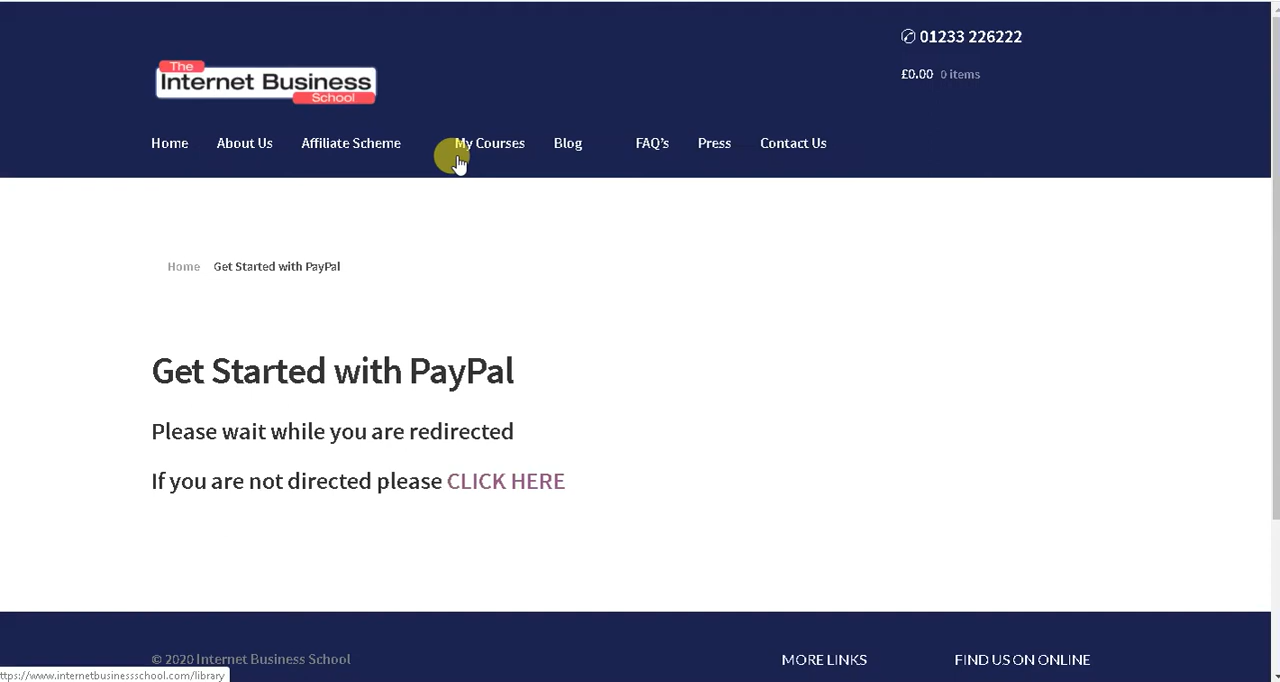 01233 226222
£0.00 0 items
The
Internet Business
School
Home About Us Affiliate Scheme My Courses Blog FAQ’s Press Contact Us
Home Get Started with PayPal
Get Started with PayPal
Please wait while you are redirected
If you are not directed please CLICK HERE
© 2020 Internet Business School
MORE LINKS
FIND US ON ONLINE
ttps://www.internetbusinessschool.com/library